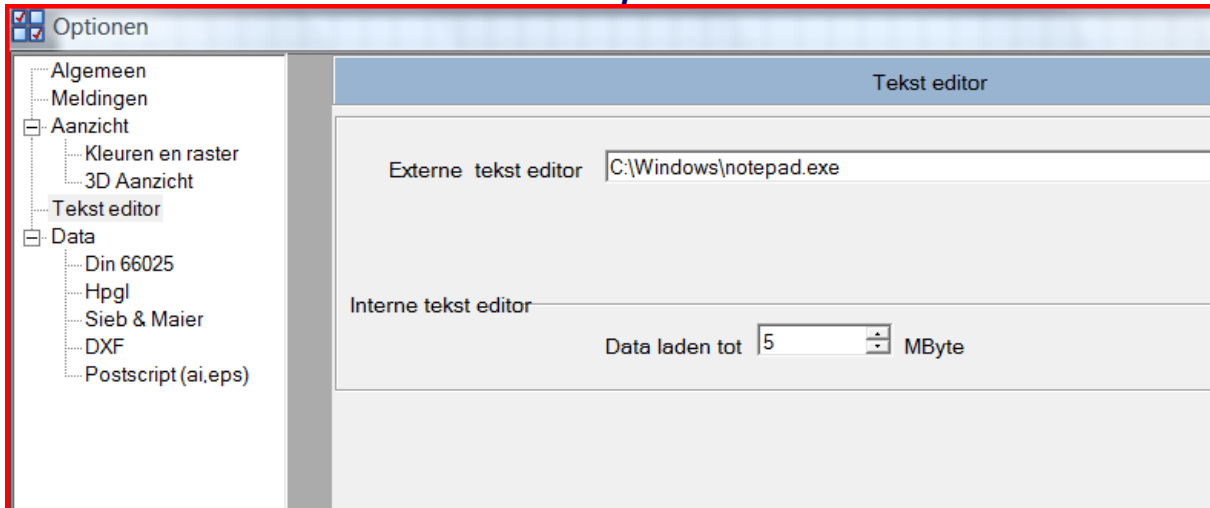 Optionen
Algemeen
Meldingen
Aanzicht
Kleuren en raster
3D Aanzicht
Tekst editor
Data
Din 66025
Hpgl
Sieb & Maier
DXF
Postscript (ai,eps)
Tekst editor
Externe tekst editor C:\Windows\notepad.exe
Interne tekst editor
Data laden tot 5 MByte